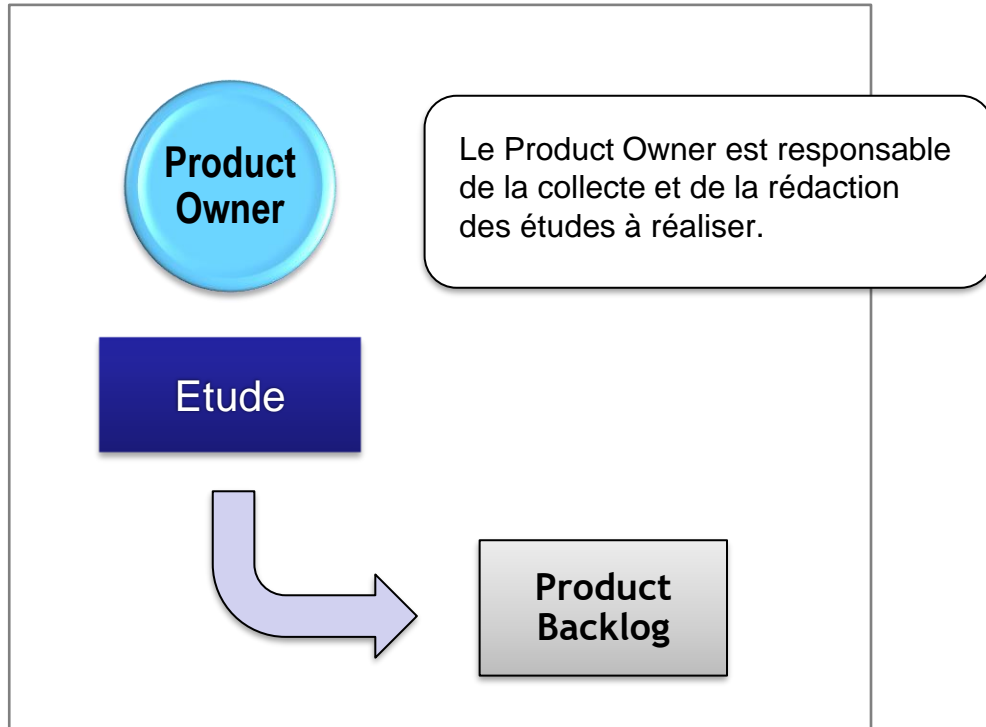 Product
Owner
Le Product Owner est responsable
de la collecte et de la rédaction
des études à réaliser.
Etude
Product
Backlog